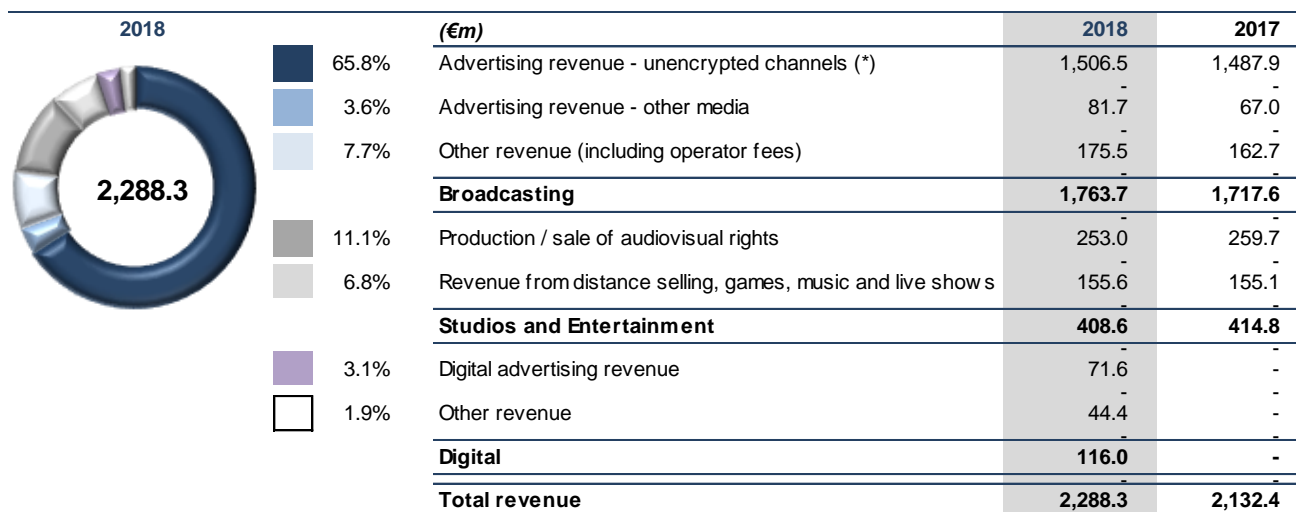 2018 (€m) 2018 2017
65.8% Advertising revenue - unencrypted channels (*) 1,506.5 1,487.9
- -
3.6% Advertising revenue - other media 81.7 67.0
- -
7.7% Other revenue (including operator fees) 175.5 162.7
- -
2,288.3 Broadcasting 1,763.7 1,717.6
- -
11.1% Production / sale of audiovisual rights 253.0 259.7
- -
6.8% Revenue from distance selling, games, music and live shows 155.6 155.1
- -
Studios and Entertainment 408.6 414.8
- -
3.1% Digital advertising revenue 71.6 -
- -
1.9% Other revenue 44.4 -
- -
Digital 116.0 -
- -
Total revenue 2,288.3 2,132.4